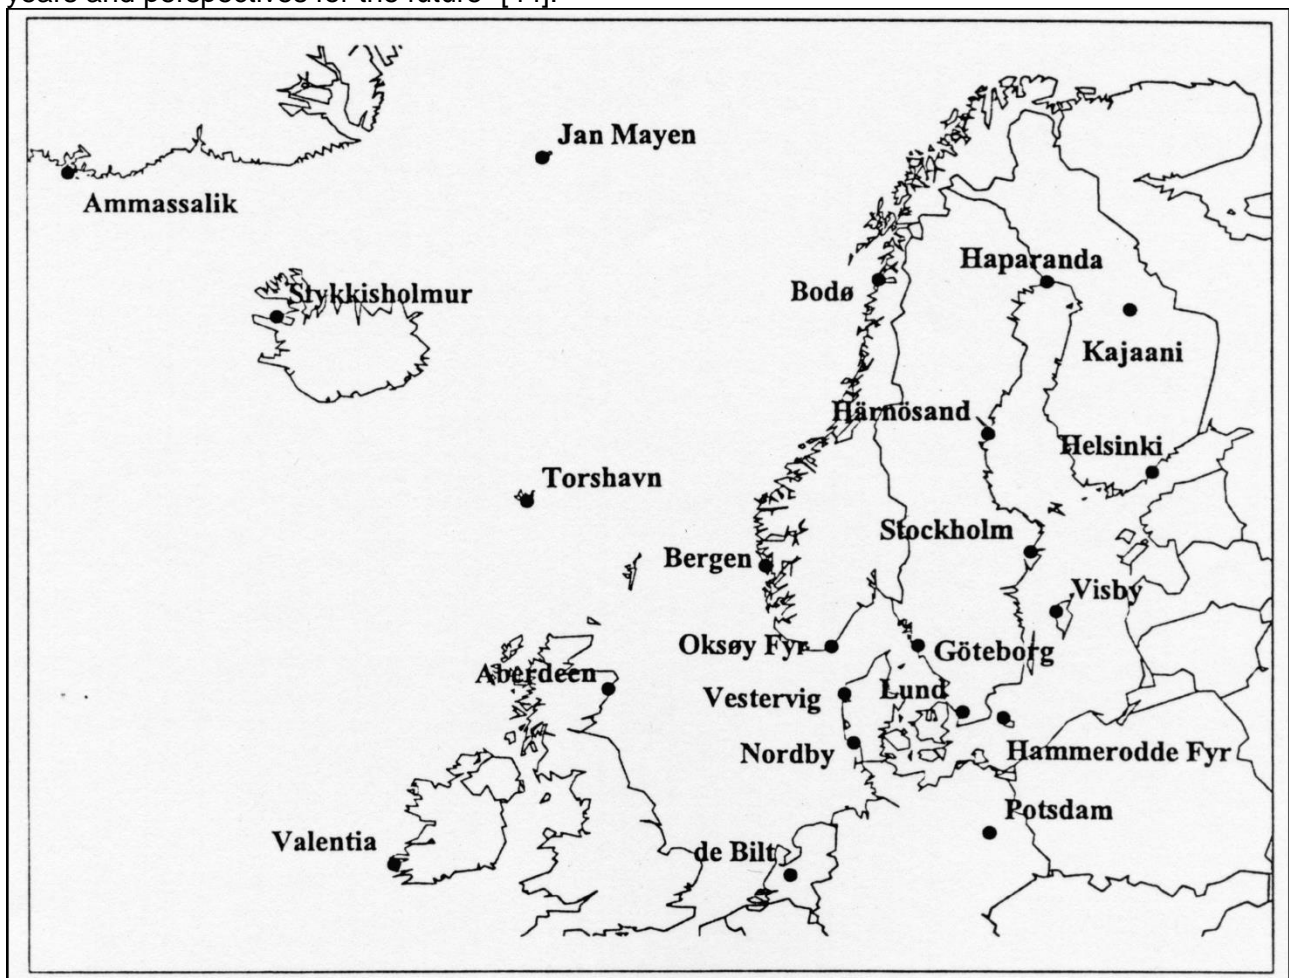 years and perspectives for the future" [44].
Jan Mayen
Ammassalik
Haparanda
Stykkisholmur
Bodø
Kajaani
Härnösand
Helsinki
Torshavn
Stockholm
Bergen
Visby
Oksøy Fyr
Göteborg
Aberdeen
Vestervig
Lund
Nordby
Hammerodde Fyr
Potsdam
Valentia
de Bilt